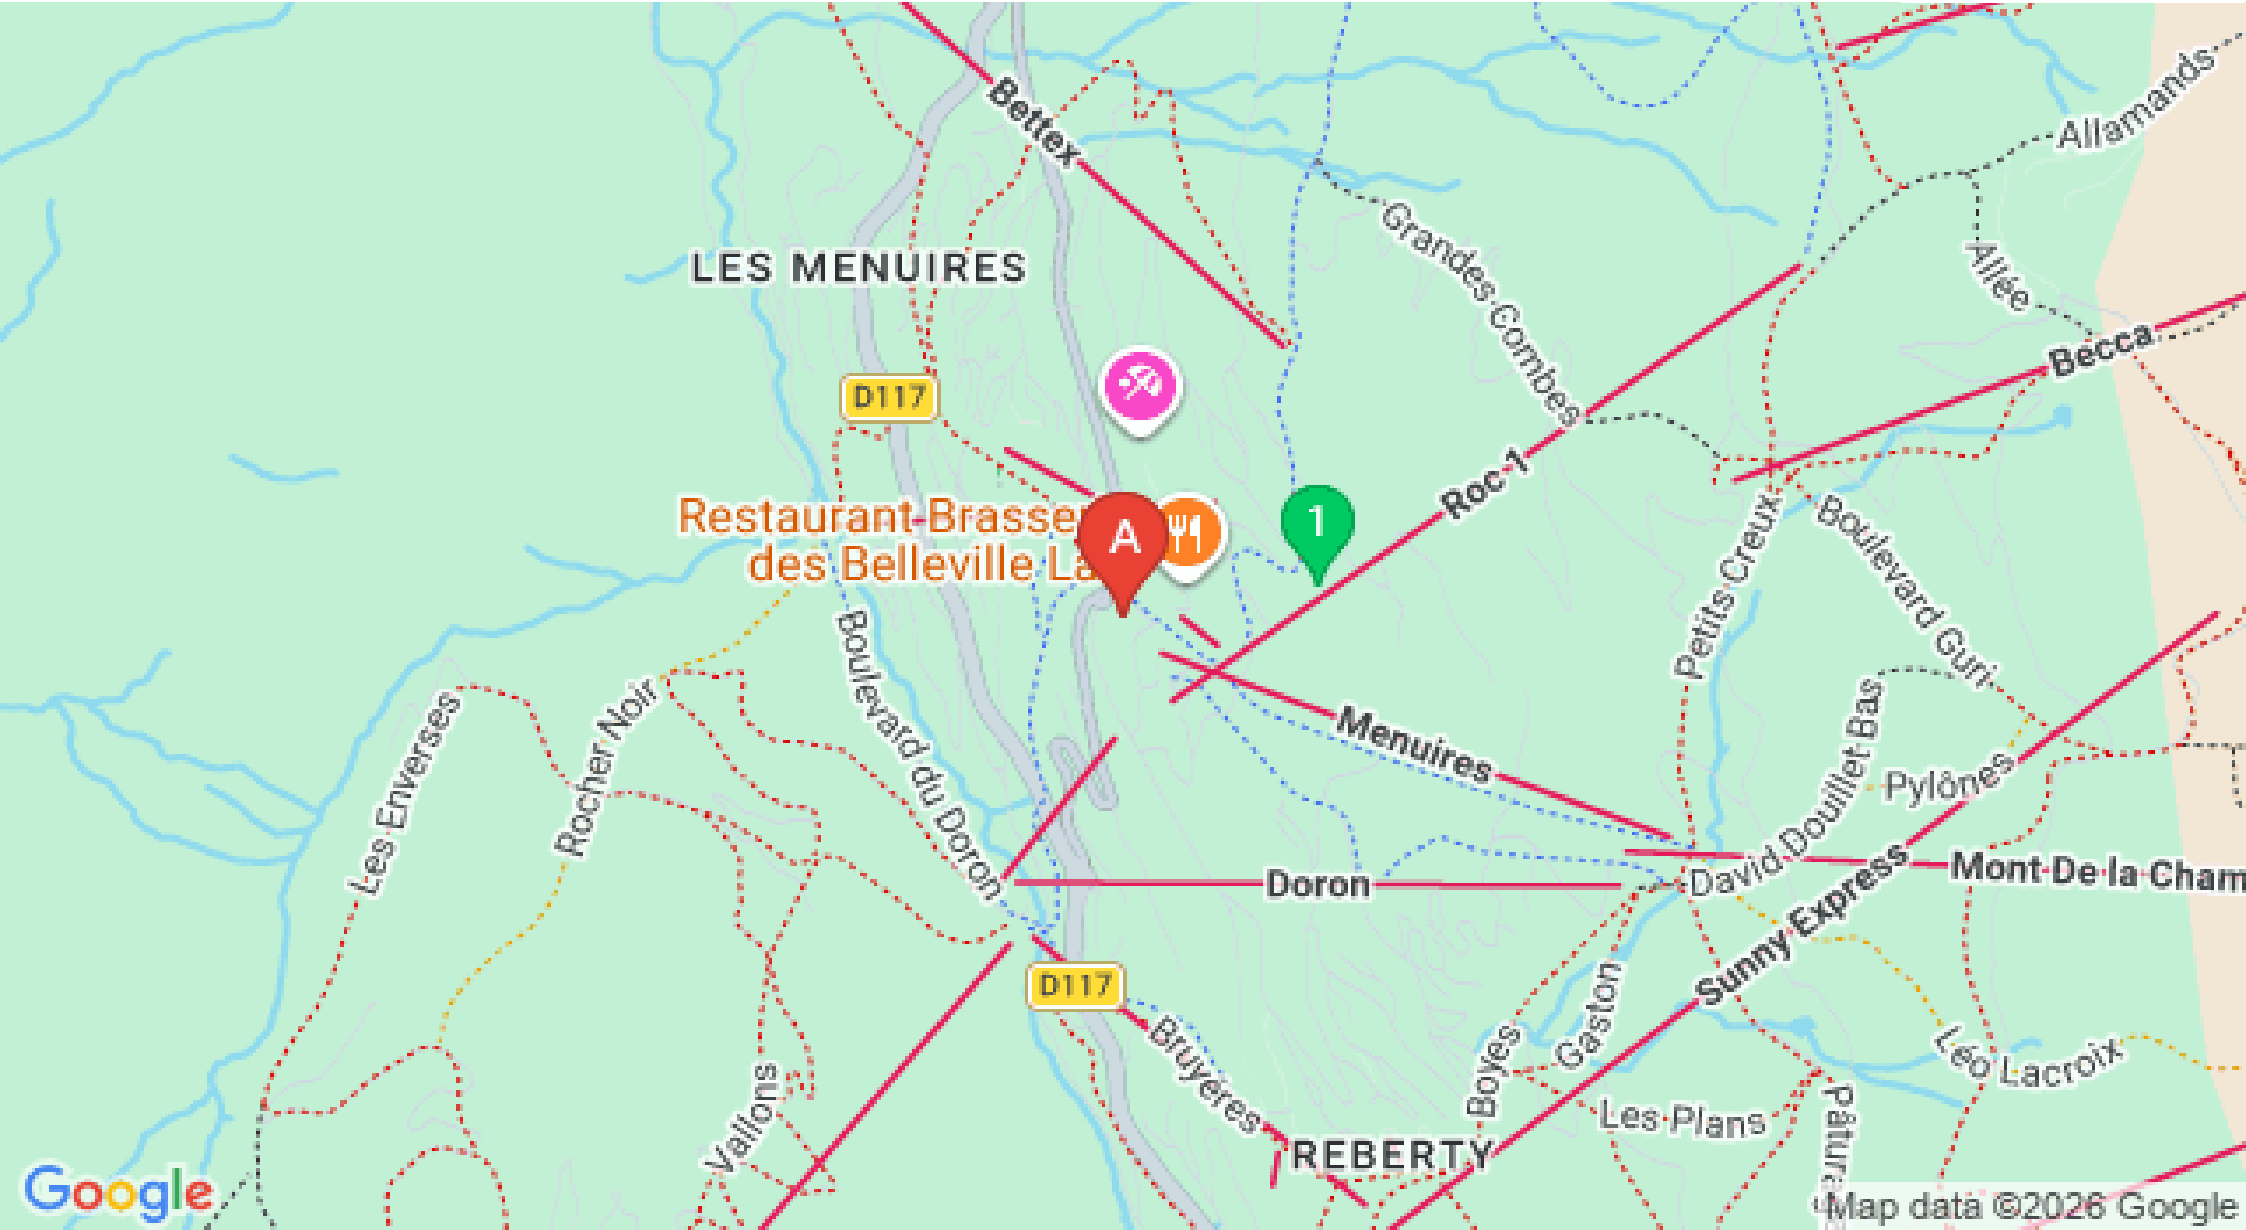 Bettex
Allamands
Grandes Combes
Allée
LES MENUIRES
Becca
D117
Roc 1
Restaurant Brasse
des Belleville La
A
1
Petits Creux
Boulevard Guri
Boulevard du Doron
Les Enverses
Rocher Noir
Menuires
David Douillet Bas
Pylônes
Doron
Mont De la Cham
Sunny Express
D117
Gaston
Boyes
Bruyères
Léo Lacroix
Les Plans
Vallons
REBERTY
Google
Map data ©2026 Google